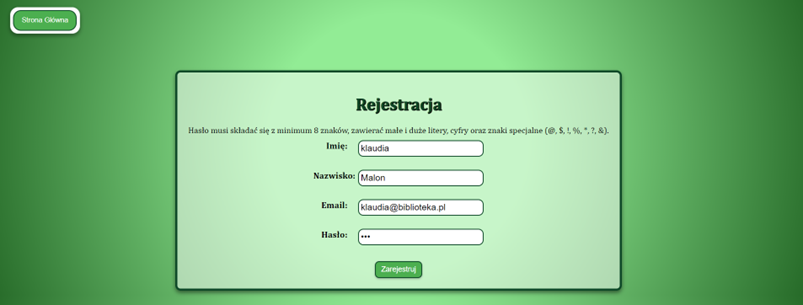 Strona Główna
Rejestracja
Hasło musi składać się z minimum 8 znaków, zawierać małe i duże litery, cyfry oraz znaki specjalne (@, $, !, %, *, ?, &).
Imię: klaudia
Nazwisko: Malon
Email: klaudia@biblioteka.pl
Hasło: •••
Zarejestruj